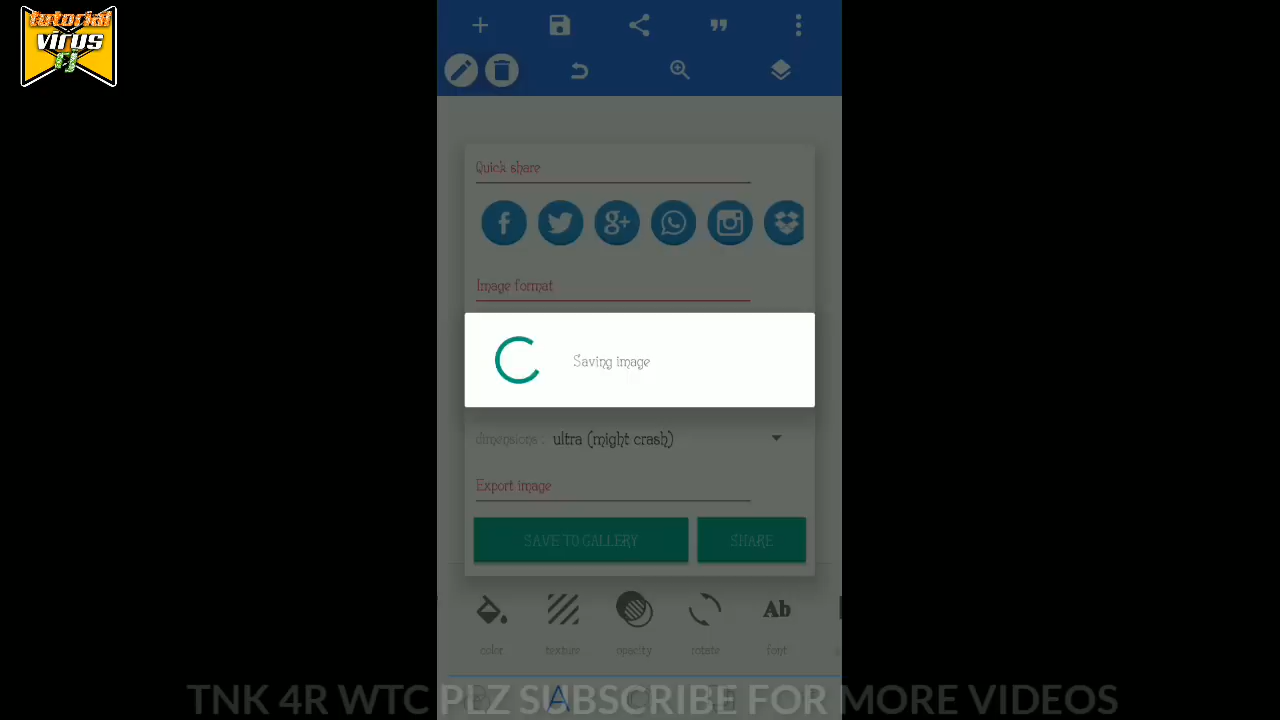 tutorial
virus
rj
Quick share
Image format
Saving image
dimensions : ultra (might crash)
Export image
SAVE TO GALLERY SHARE
color texture opacity rotate Ab font
TNK 4R WTC PLZ SUBSCRIBE FOR MORE VIDEOS